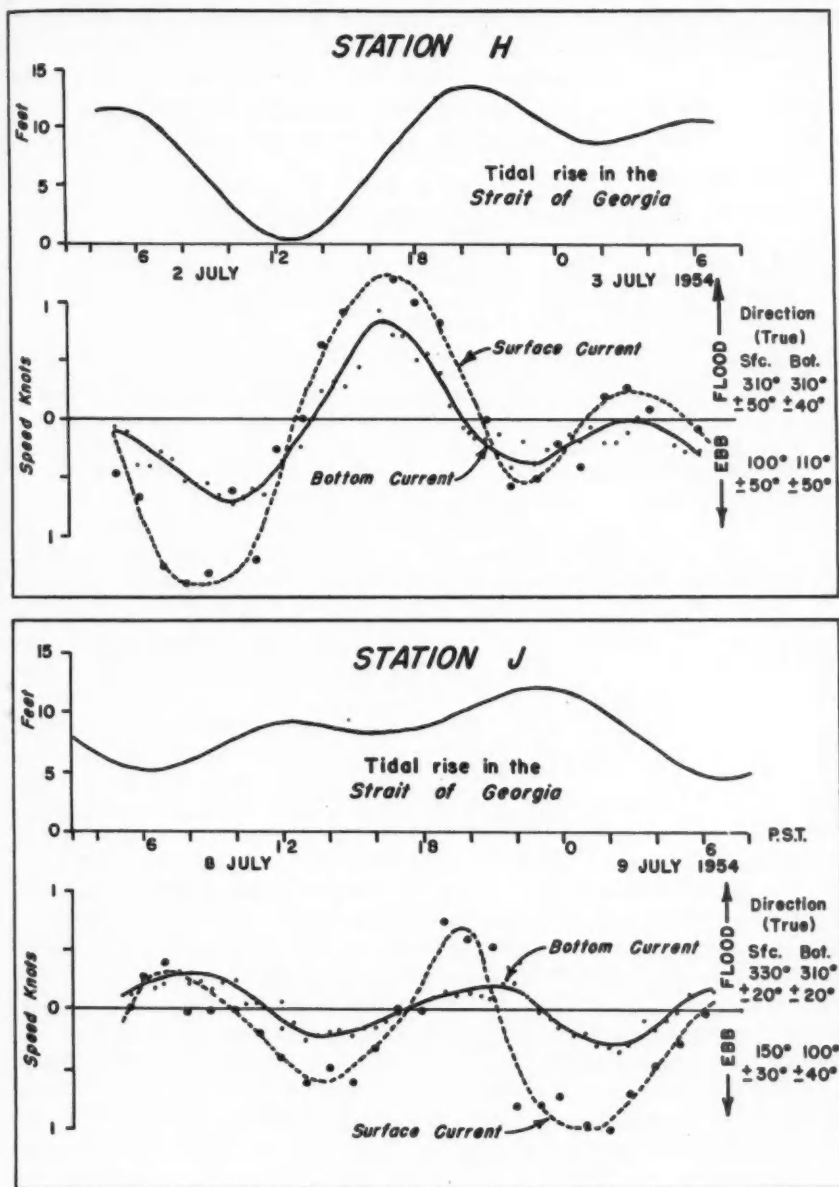 STATION H
15
10
5
0
Feet
Tidal rise in the
Strait of Georgia
6 12 18 0 6
2 JULY 3 JULY 1954
1
0
1
Speed Knots
Surface Current
Bottom Current
FLOOD
EBB
Direction
(True)
Sfc. Bot.
310° 310°
±50° ±40°
100° 110°
±50° ±50°
STATION J
15
10
5
0
Feet
Tidal rise in the
Strait of Georgia
6 12 18 0 6 P.S.T.
8 JULY 9 JULY 1954
1
0
1
Speed Knots
Bottom Current
Surface Current
FLOOD
EBB
Direction
(True)
Sfc. Bot.
330° 310°
±20° ±20°
150° 100°
±30° ±40°